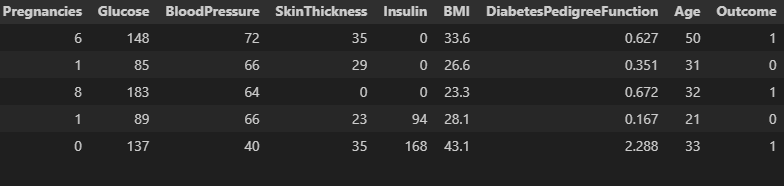 Pregnancies Glucose BloodPressure SkinThickness Insulin BMI DiabetesPedigreeFunction Age Outcome
6 148 72 35 0 33.6 0.627 50 1
1 85 66 29 0 26.6 0.351 31 0
8 183 64 0 0 23.3 0.672 32 1
1 89 66 23 94 28.1 0.167 21 0
0 137 40 35 168 43.1 2.288 33 1